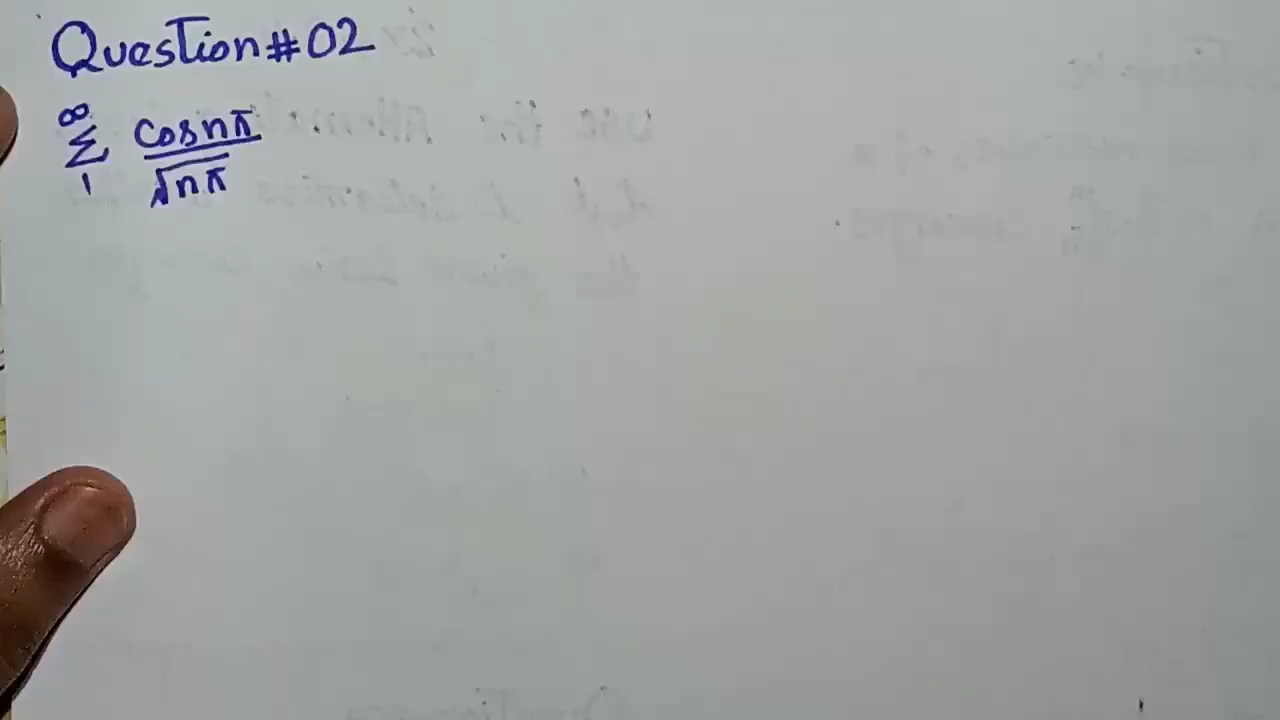 Question#02
∞
Σ cosnπ / √nπ
1